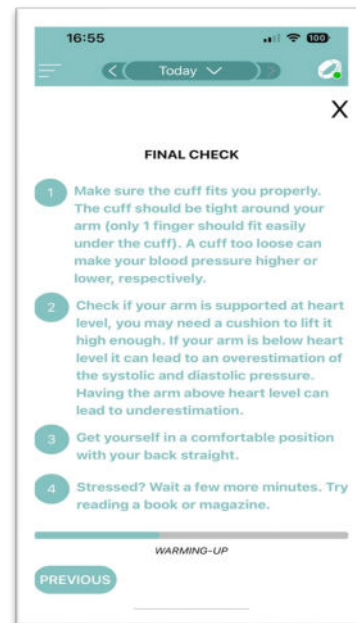 16:55
100
Today
X
FINAL CHECK
1 Make sure the cuff fits you properly.
The cuff should be tight around your
arm (only 1 finger should fit easily
under the cuff). A cuff too loose can
make your blood pressure higher or
lower, respectively.
2 Check if your arm is supported at heart
level, you may need a cushion to lift it
high enough. If your arm is below heart
level it can lead to an overestimation of
the systolic and diastolic pressure.
Having the arm above heart level can
lead to underestimation.
3 Get yourself in a comfortable position
with your back straight.
4 Stressed? Wait a few more minutes. Try
reading a book or magazine.
WARMING-UP
PREVIOUS